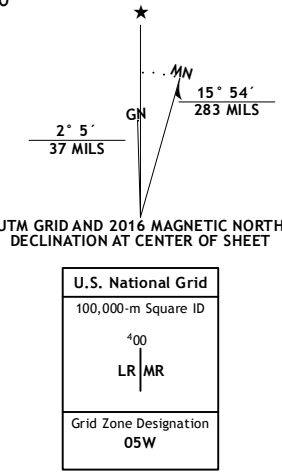 ★
MN
15° 54´
283 MILS
GN
2° 5´
37 MILS
UTM GRID AND 2016 MAGNETIC NORTH
DECLINATION AT CENTER OF SHEET
U.S. National Grid
100,000-m Square ID
⁴00
LR MR
Grid Zone Designation
05W